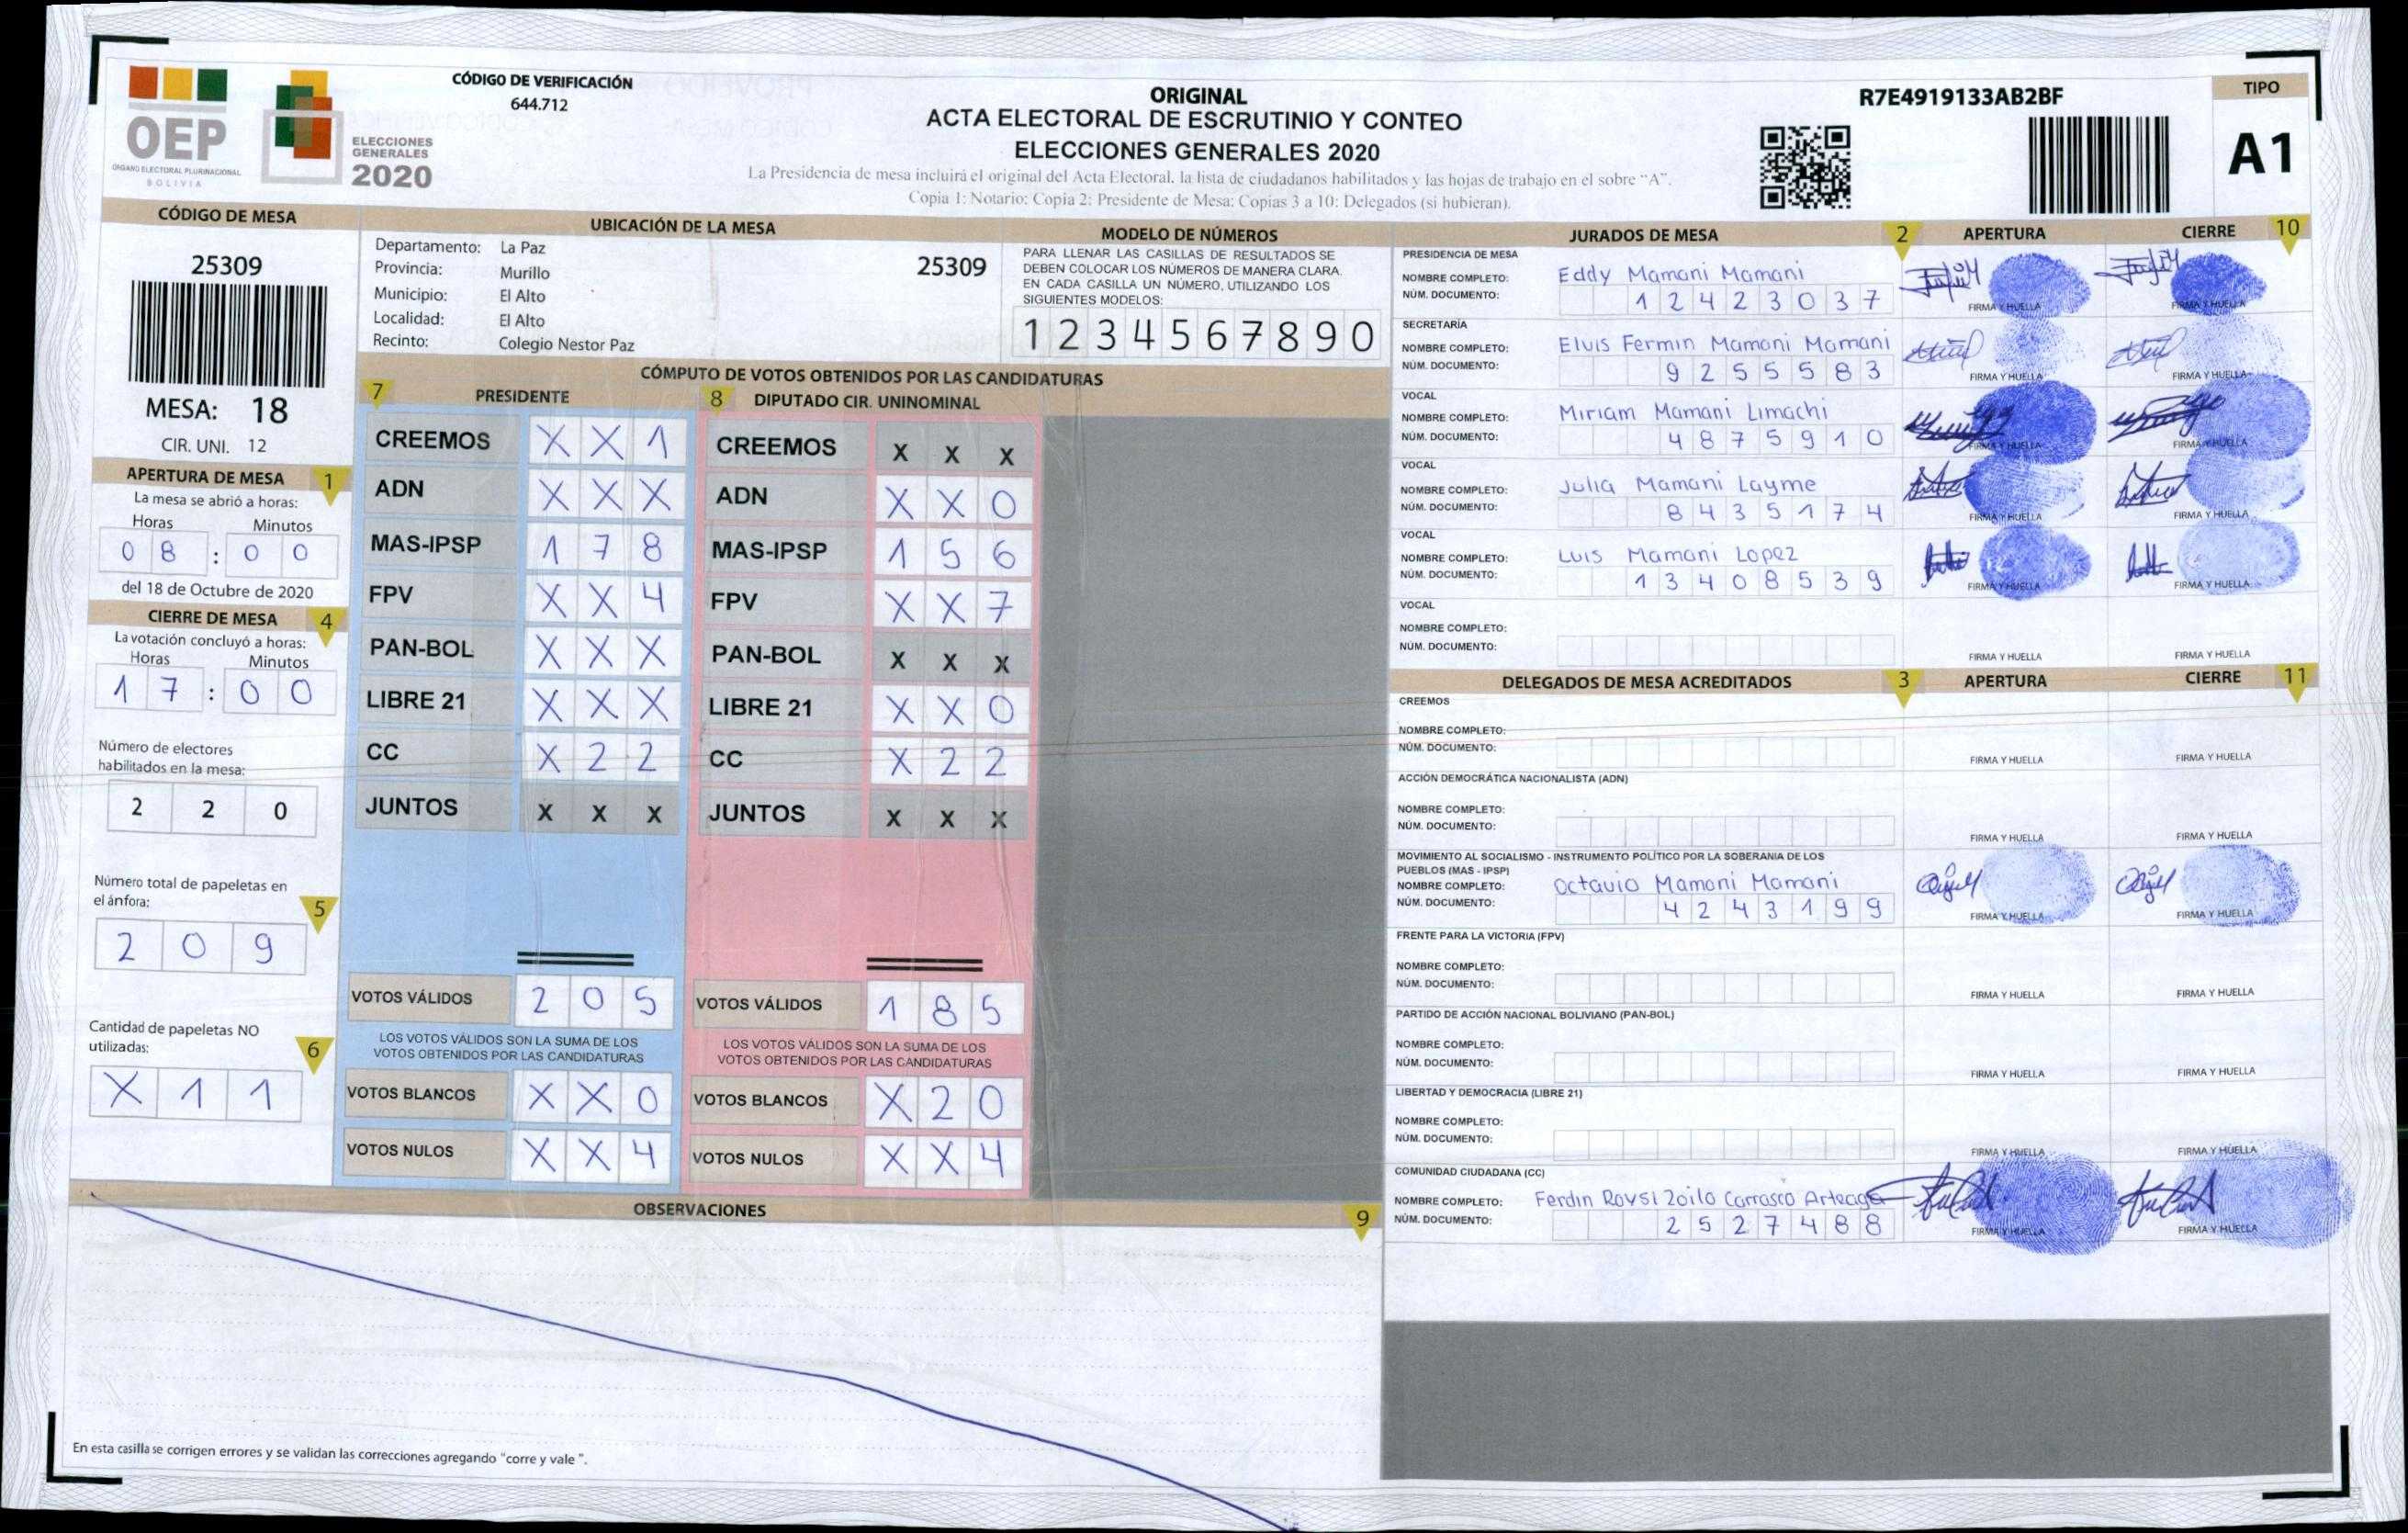 CÓDIGO DE VERIFICACIÓN
644.712
OEP
ÓRGANO ELECTORAL PLURINACIONAL
BOLIVIA
ELECCIONES
GENERALES
2020
ORIGINAL
ACTA ELECTORAL DE ESCRUTINIO Y CONTEO
ELECCIONES GENERALES 2020
La Presidencia de mesa incluirá el original del Acta Electoral, la lista de ciudadanos habilitados y las hojas de trabajo en el sobre "A".
Copia 1: Notario; Copia 2: Presidente de Mesa; Copias 3 a 10: Delegados (si hubieran).
R7E4919133AB2BF
TIPO
A1
CÓDIGO DE MESA
25309
MESA: 18
CIR. UNI. 12
APERTURA DE MESA 1
La mesa se abrió a horas:
Horas Minutos
0 8 : 0 0
del 18 de Octubre de 2020
CIERRE DE MESA 4
La votación concluyó a horas:
Horas Minutos
1 7 : 0 0
Número de electores
habilitados en la mesa:
2 2 0
Número total de papeletas en
el ánfora:
5
2 0 9
Cantidad de papeletas NO
utilizadas:
6
X 1 1
UBICACIÓN DE LA MESA
Departamento: La Paz
Provincia: Murillo
Municipio: El Alto
Localidad: El Alto
Recinto: Colegio Nestor Paz
25309
MODELO DE NÚMEROS
PARA LLENAR LAS CASILLAS DE RESULTADOS SE
DEBEN COLOCAR LOS NÚMEROS DE MANERA CLARA.
EN CADA CASILLA UN NÚMERO, UTILIZANDO LOS
SIGUIENTES MODELOS:
1 2 3 4 5 6 7 8 9 0
CÓMPUTO DE VOTOS OBTENIDOS POR LAS CANDIDATURAS
7 PRESIDENTE 8 DIPUTADO CIR. UNINOMINAL
CREEMOS X X 1 CREEMOS X X X
ADN X X X ADN X X 0
MAS-IPSP 1 7 8 MAS-IPSP 1 5 6
FPV X X 4 FPV X X 7
PAN-BOL X X X PAN-BOL X X X
LIBRE 21 X X X LIBRE 21 X X 0
CC X 2 2 CC X 2 2
JUNTOS X X X JUNTOS X X X
VOTOS VÁLIDOS 2 0 5 VOTOS VÁLIDOS 1 8 5
LOS VOTOS VÁLIDOS SON LA SUMA DE LOS
VOTOS OBTENIDOS POR LAS CANDIDATURAS
LOS VOTOS VÁLIDOS SON LA SUMA DE LOS
VOTOS OBTENIDOS POR LAS CANDIDATURAS
VOTOS BLANCOS X X 0 VOTOS BLANCOS X 2 0
VOTOS NULOS X X 4 VOTOS NULOS X X 4
OBSERVACIONES 9
En esta casilla se corrigen errores y se validan las correcciones agregando "corre y vale ".
JURADOS DE MESA 2 APERTURA CIERRE 10
PRESIDENCIA DE MESA
NOMBRE COMPLETO: Eddy Mamani Mamani
NÚM. DOCUMENTO: 1 2 4 2 3 0 3 7
FIRMA Y HUELLA FIRMA Y HUELLA
SECRETARÍA
NOMBRE COMPLETO: Elvis Fermin Mamani Mamani
NÚM. DOCUMENTO: 9 2 5 5 5 8 3
FIRMA Y HUELLA FIRMA Y HUELLA
VOCAL
NOMBRE COMPLETO: Miriam Mamani Limachi
NÚM. DOCUMENTO: 4 8 7 5 9 1 0
FIRMA Y HUELLA FIRMA Y HUELLA
VOCAL
NOMBRE COMPLETO: Julia Mamani Layme
NÚM. DOCUMENTO: 8 4 3 5 1 7 4
FIRMA Y HUELLA FIRMA Y HUELLA
VOCAL
NOMBRE COMPLETO: Luis Mamani Lopez
NÚM. DOCUMENTO: 1 3 4 0 8 5 3 9
FIRMA Y HUELLA FIRMA Y HUELLA
VOCAL
NOMBRE COMPLETO:
NÚM. DOCUMENTO:
FIRMA Y HUELLA FIRMA Y HUELLA
DELEGADOS DE MESA ACREDITADOS 3 APERTURA CIERRE 11
CREEMOS
NOMBRE COMPLETO:
NÚM. DOCUMENTO:
FIRMA Y HUELLA FIRMA Y HUELLA
ACCIÓN DEMOCRÁTICA NACIONALISTA (ADN)
NOMBRE COMPLETO:
NÚM. DOCUMENTO:
FIRMA Y HUELLA FIRMA Y HUELLA
MOVIMIENTO AL SOCIALISMO - INSTRUMENTO POLÍTICO POR LA SOBERANIA DE LOS
PUEBLOS (MAS - IPSP)
NOMBRE COMPLETO: Octavio Mamani Mamani
NÚM. DOCUMENTO: 4 2 4 3 1 9 9
FIRMA Y HUELLA FIRMA Y HUELLA
FRENTE PARA LA VICTORIA (FPV)
NOMBRE COMPLETO:
NÚM. DOCUMENTO:
FIRMA Y HUELLA FIRMA Y HUELLA
PARTIDO DE ACCIÓN NACIONAL BOLIVIANO (PAN-BOL)
NOMBRE COMPLETO:
NÚM. DOCUMENTO:
FIRMA Y HUELLA FIRMA Y HUELLA
LIBERTAD Y DEMOCRACIA (LIBRE 21)
NOMBRE COMPLETO:
NÚM. DOCUMENTO:
FIRMA Y HUELLA FIRMA Y HUELLA
COMUNIDAD CIUDADANA (CC)
NOMBRE COMPLETO: Ferdin Roysi Zoilo Carrasco Arteaga
NÚM. DOCUMENTO: 2 5 2 7 4 8 8
FIRMA Y HUELLA FIRMA Y HUELLA